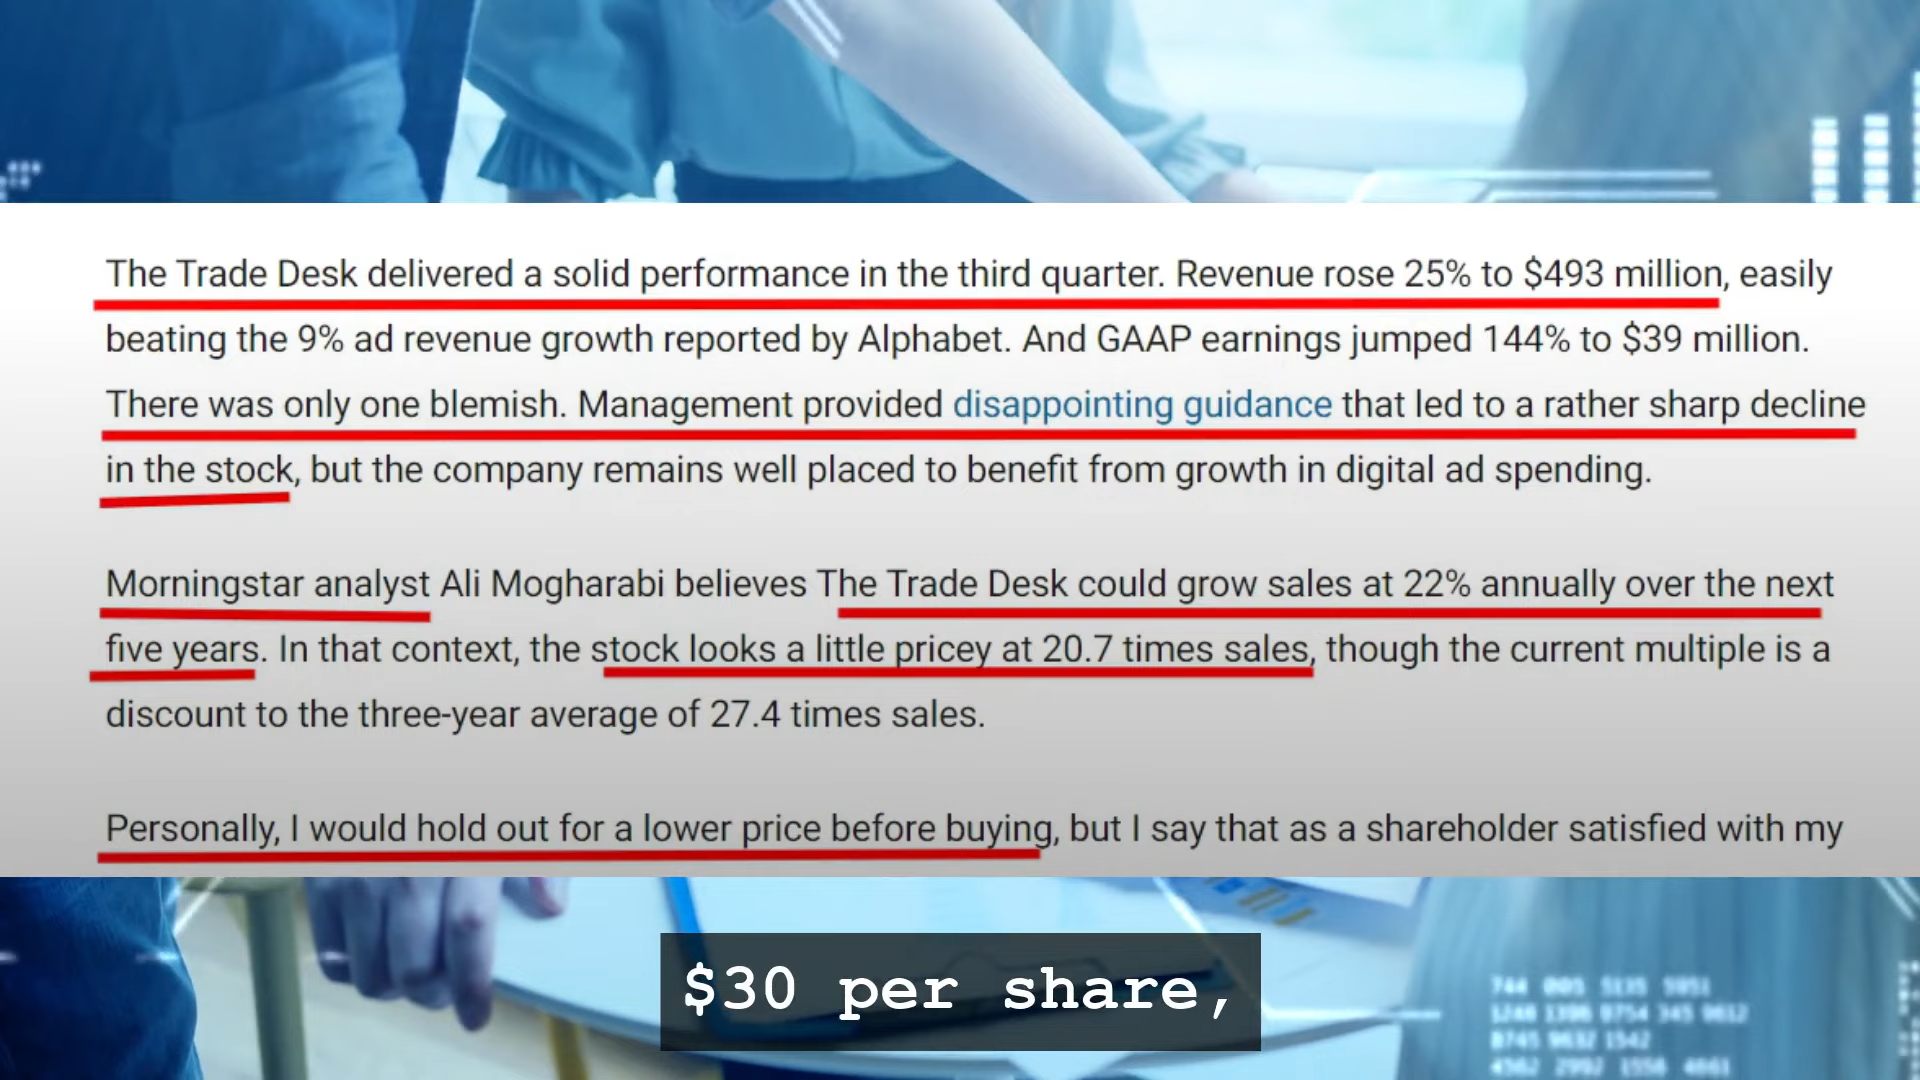 The Trade Desk delivered a solid performance in the third quarter. Revenue rose 25% to $493 million, easily
beating the 9% ad revenue growth reported by Alphabet. And GAAP earnings jumped 144% to $39 million.
There was only one blemish. Management provided disappointing guidance that led to a rather sharp decline
in the stock, but the company remains well placed to benefit from growth in digital ad spending.
Morningstar analyst Ali Mogharabi believes The Trade Desk could grow sales at 22% annually over the next
five years. In that context, the stock looks a little pricey at 20.7 times sales, though the current multiple is a
discount to the three-year average of 27.4 times sales.
Personally, I would hold out for a lower price before buying, but I say that as a shareholder satisfied with my
$30 per share,